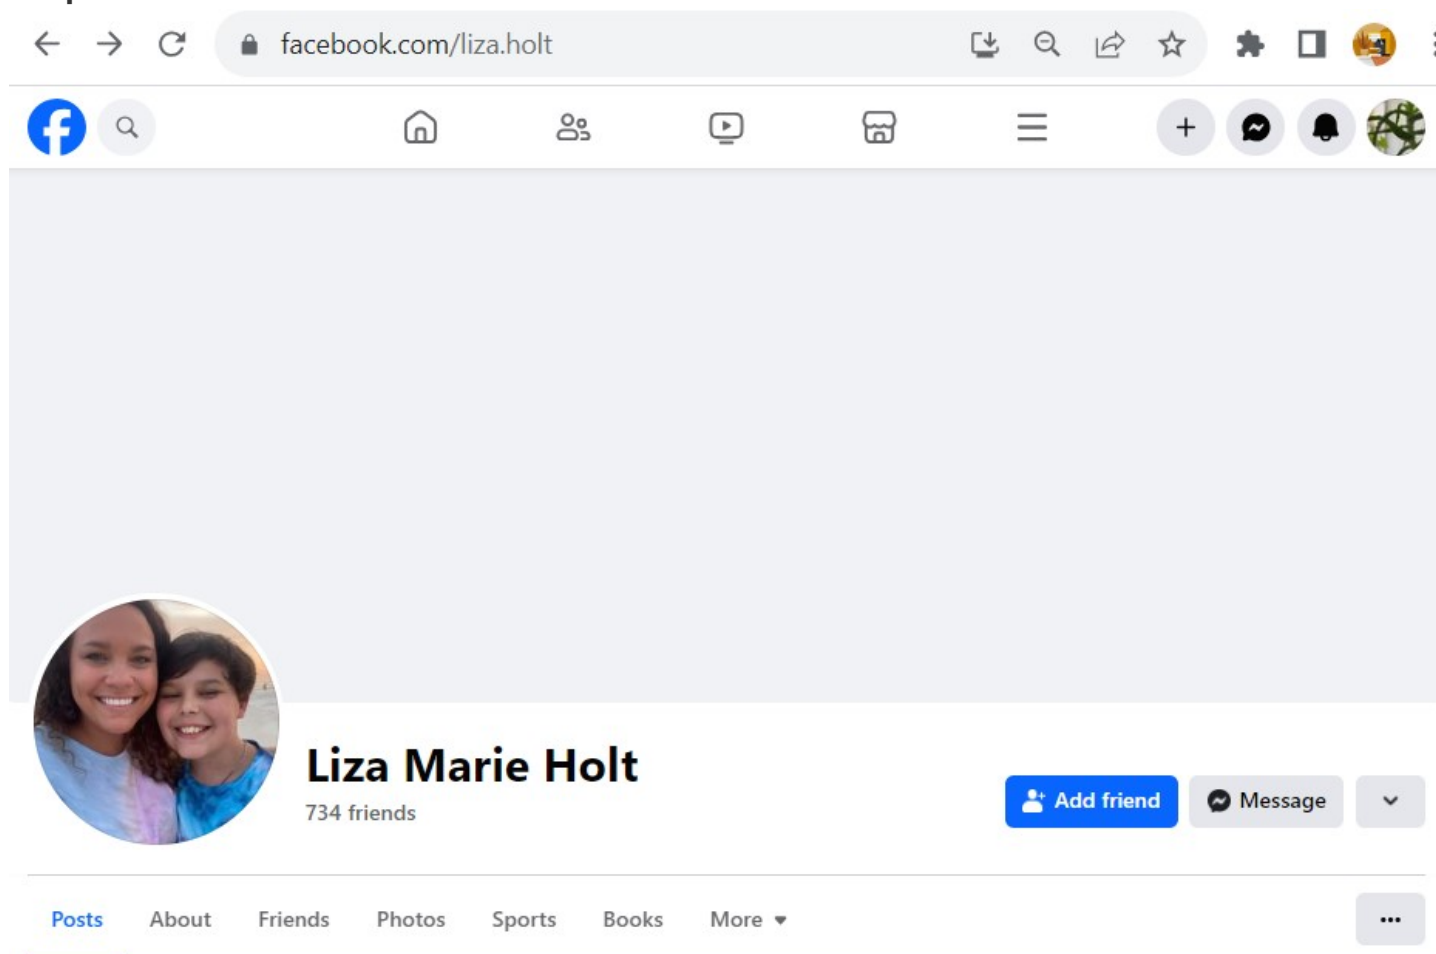 facebook.com/liza.holt
Liza Marie Holt
734 friends
Add friend
Message
Posts About Friends Photos Sports Books More